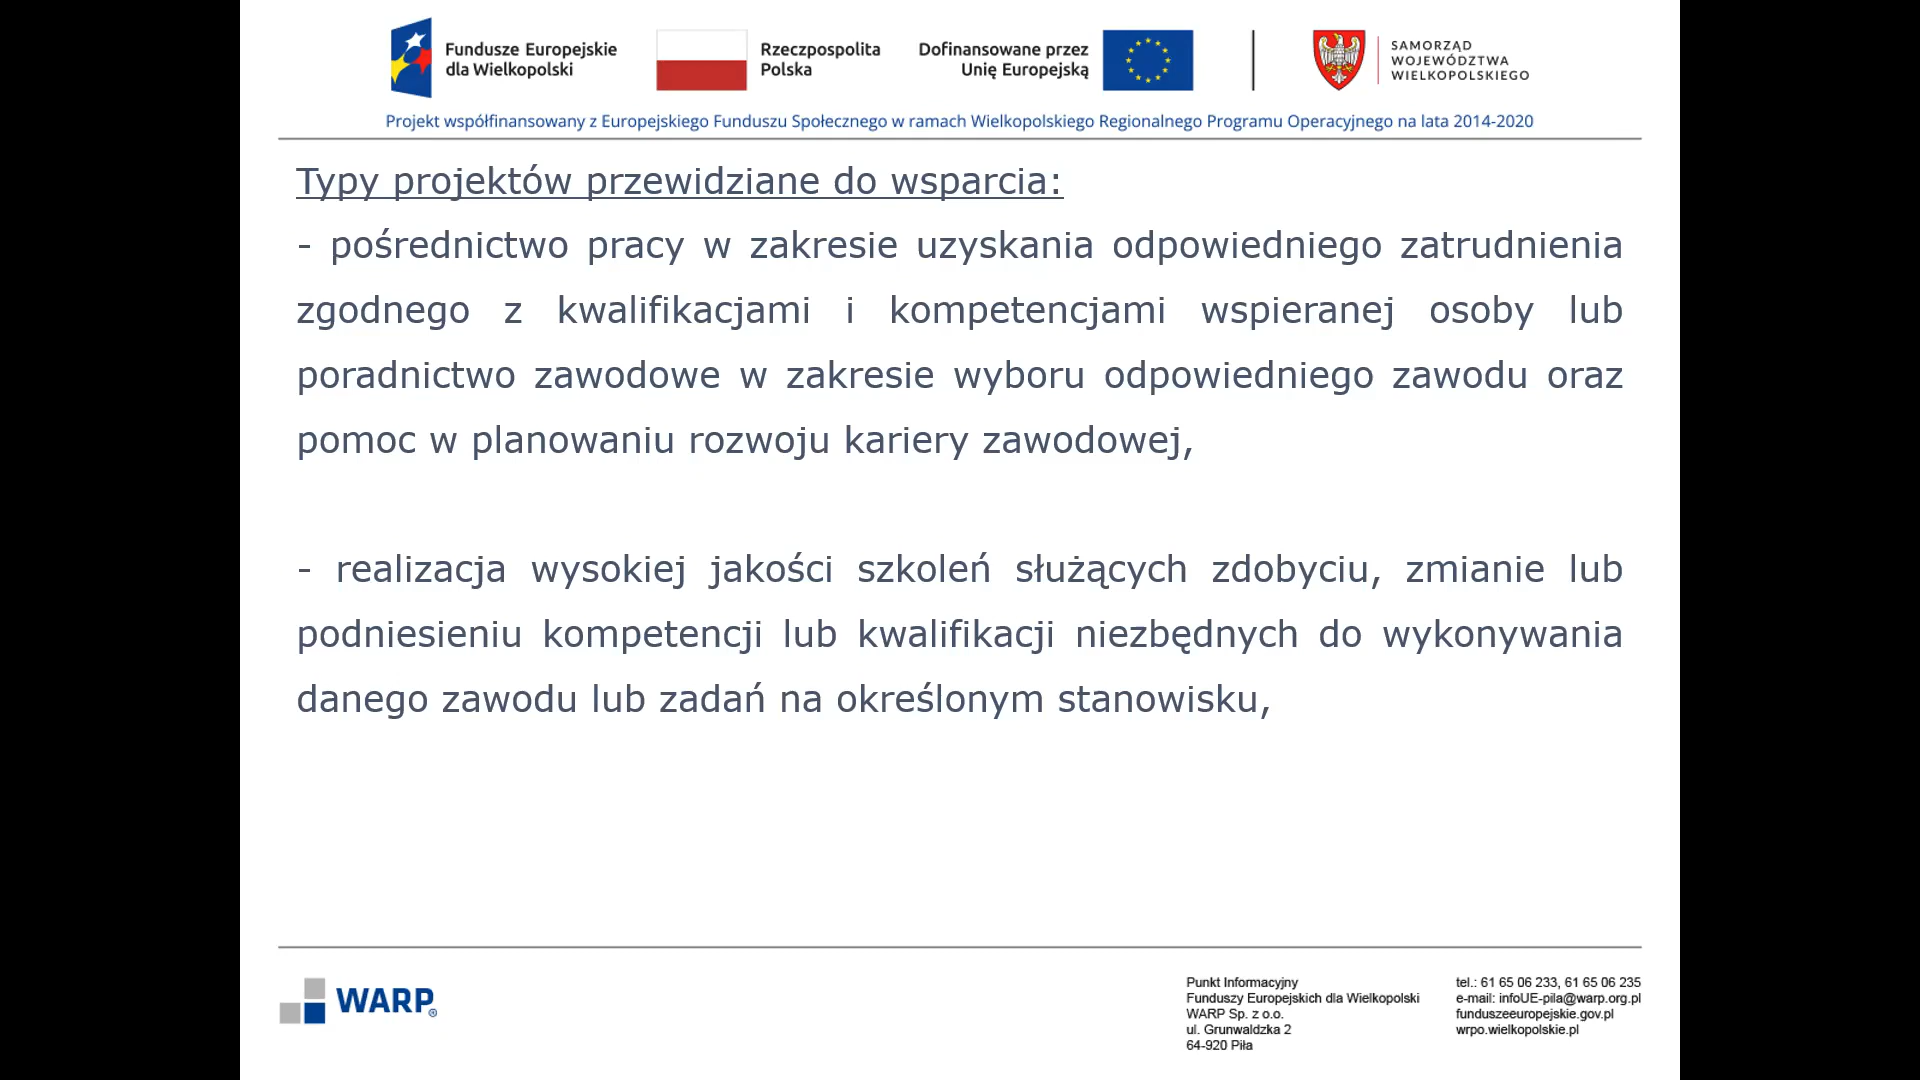 Fundusze Europejskie
dla Wielkopolski
Rzeczpospolita
Polska
Dofinansowane przez
Unię Europejską
SAMORZĄD
WOJEWÓDZTWA
WIELKOPOLSKIEGO
Projekt współfinansowany z Europejskiego Funduszu Społecznego w ramach Wielkopolskiego Regionalnego Programu Operacyjnego na lata 2014-2020
Typy projektów przewidziane do wsparcia:
- pośrednictwo pracy w zakresie uzyskania odpowiedniego zatrudnienia
zgodnego z kwalifikacjami i kompetencjami wspieranej osoby lub
poradnictwo zawodowe w zakresie wyboru odpowiedniego zawodu oraz
pomoc w planowaniu rozwoju kariery zawodowej,
- realizacja wysokiej jakości szkoleń służących zdobyciu, zmianie lub
podniesieniu kompetencji lub kwalifikacji niezbędnych do wykonywania
danego zawodu lub zadań na określonym stanowisku,
WARP®
Punkt Informacyjny
Funduszy Europejskich dla Wielkopolski
WARP Sp. z o.o.
ul. Grunwaldzka 2
64-920 Piła
tel.: 61 65 06 233, 61 65 06 235
e-mail: infoUE-pila@warp.org.pl
funduszeeuropejskie.gov.pl
wrpo.wielkopolskie.pl